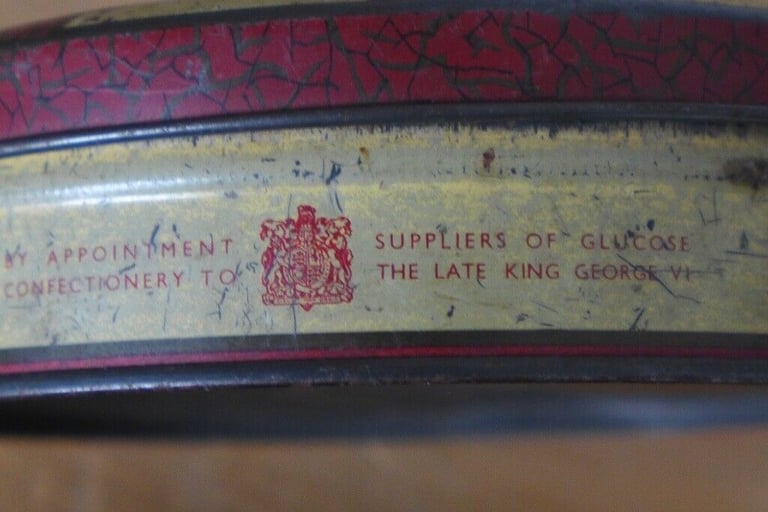 BY APPOINTMENT SUPPLIERS OF GLUCOSE
CONFECTIONERY TO THE LATE KING GEORGE VI